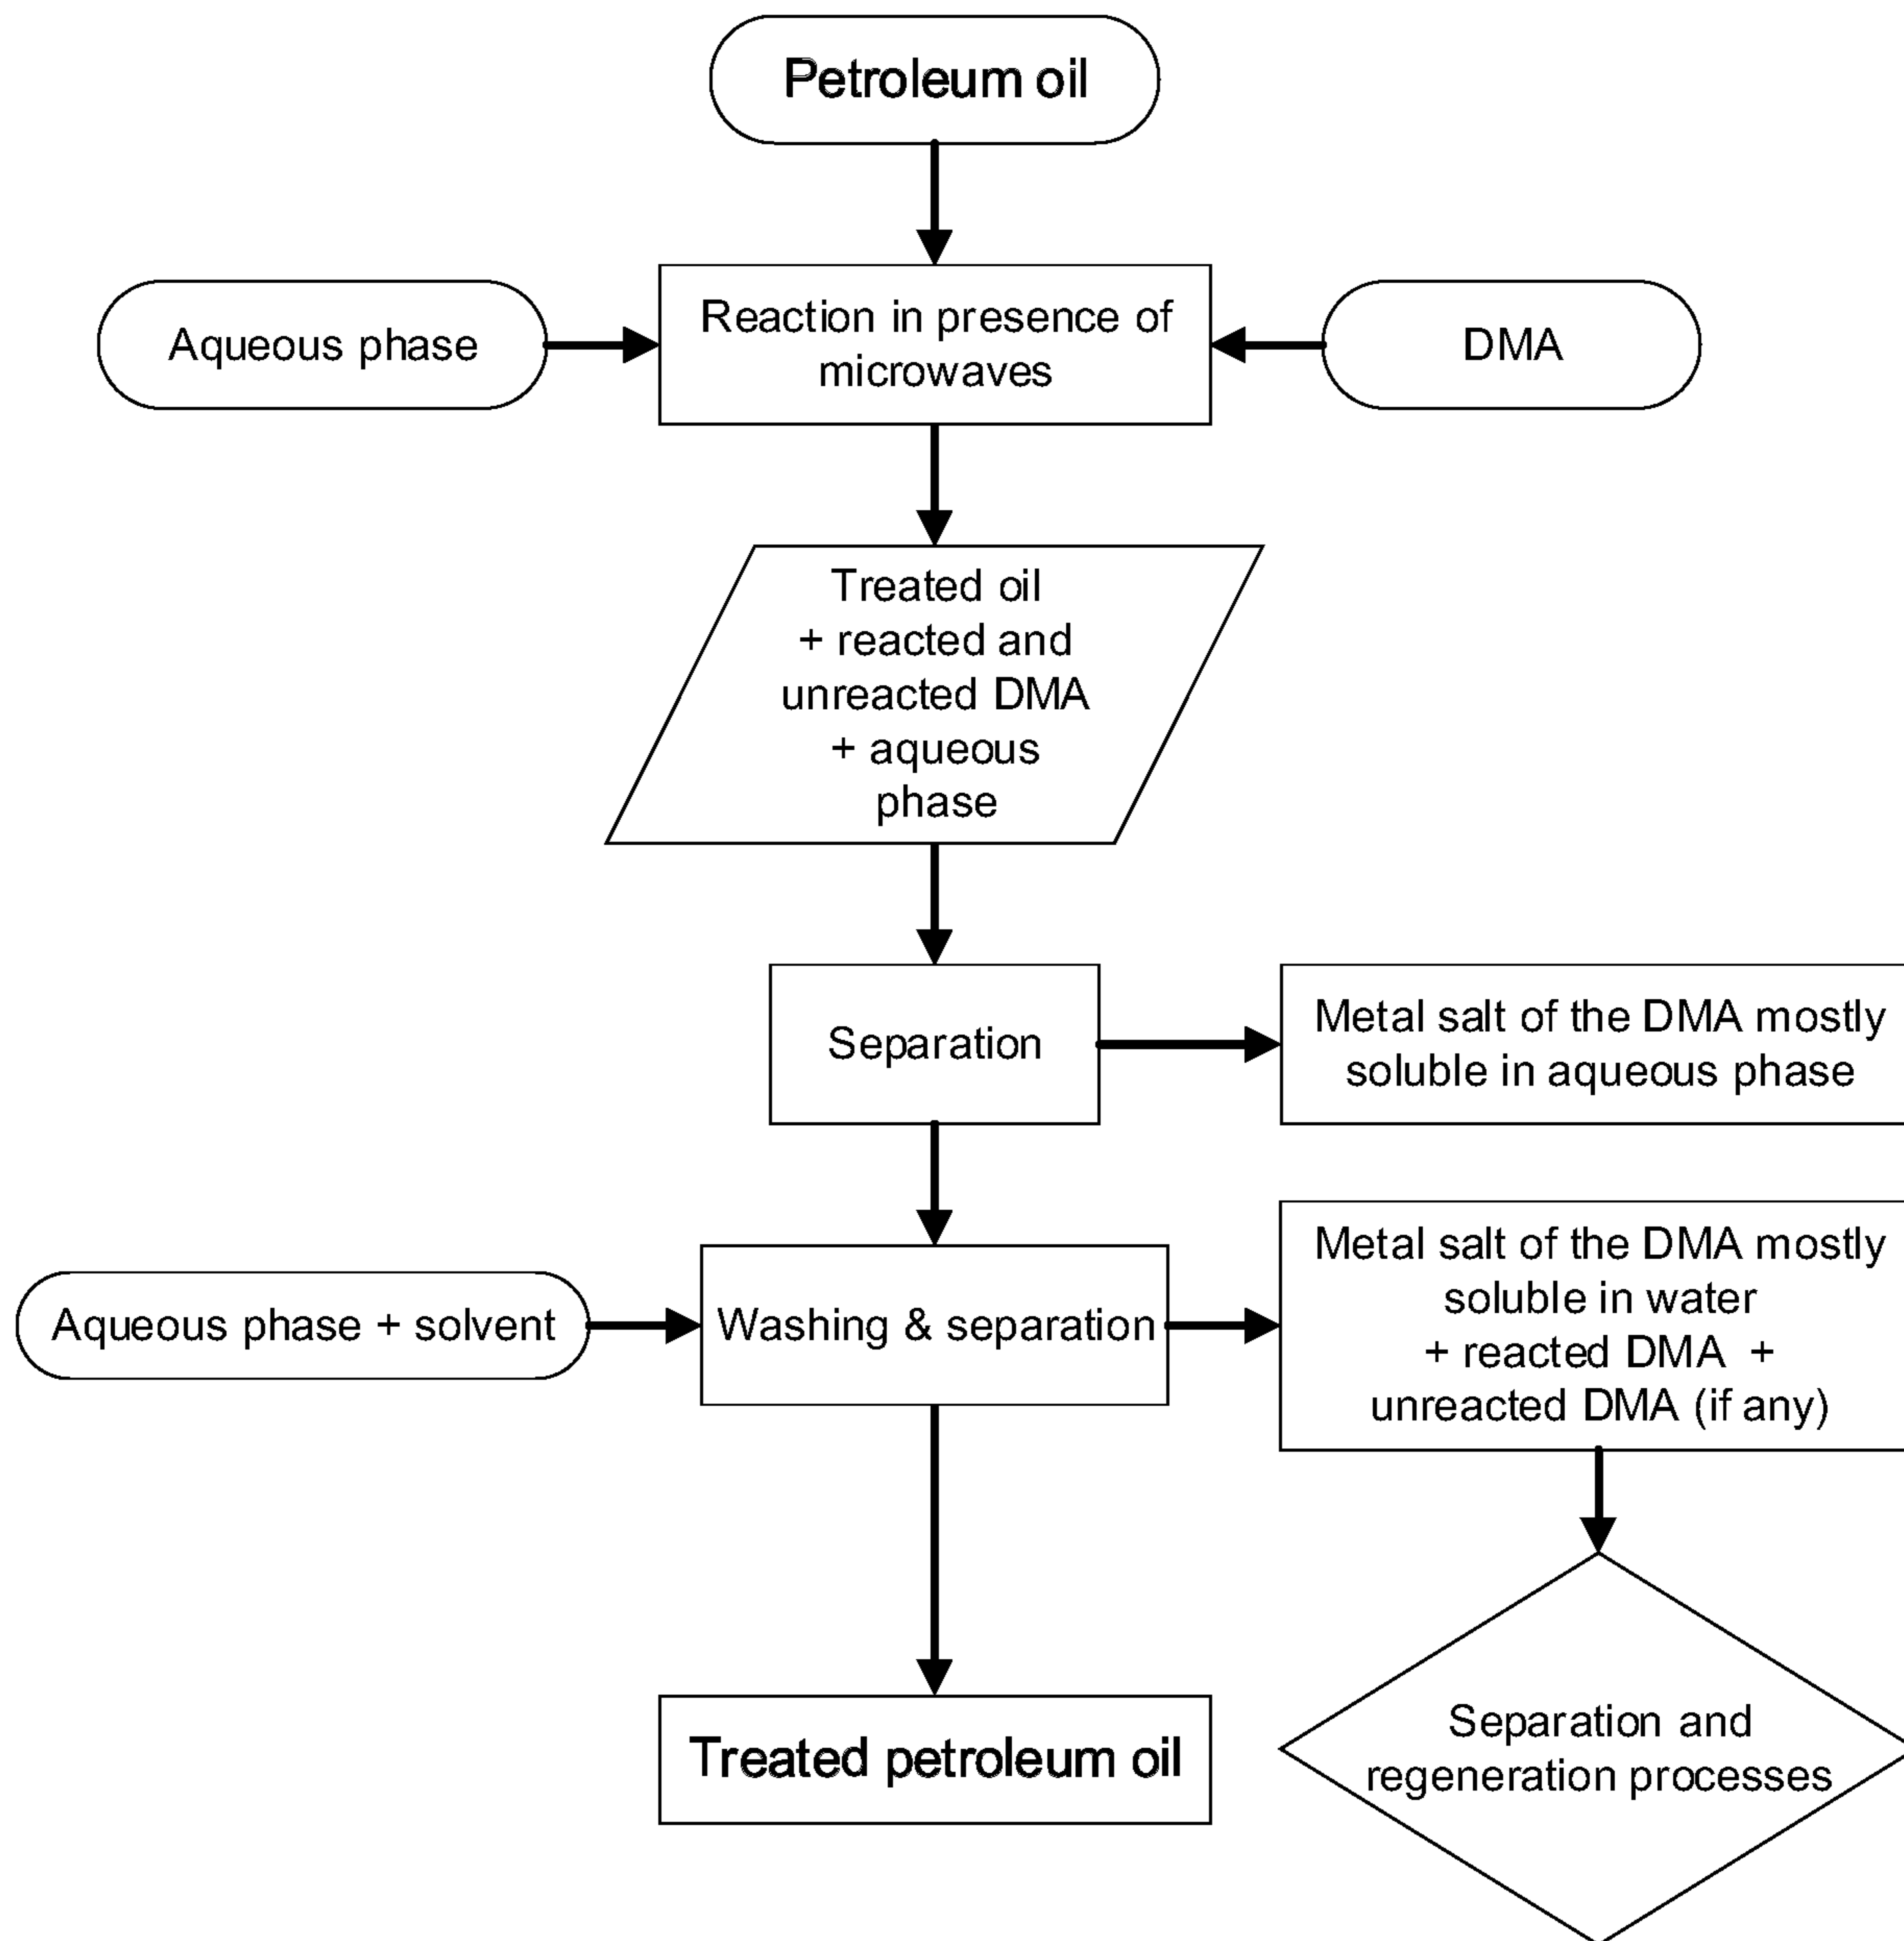 Petroleum oil
Aqueous phase
Reaction in presence of
microwaves
DMA
Treated oil
+ reacted and
unreacted DMA
+ aqueous
phase
Separation
Metal salt of the DMA mostly
soluble in aqueous phase
Aqueous phase + solvent
Washing & separation
Metal salt of the DMA mostly
soluble in water
+ reacted DMA +
unreacted DMA (if any)
Treated petroleum oil
Separation and
regeneration processes